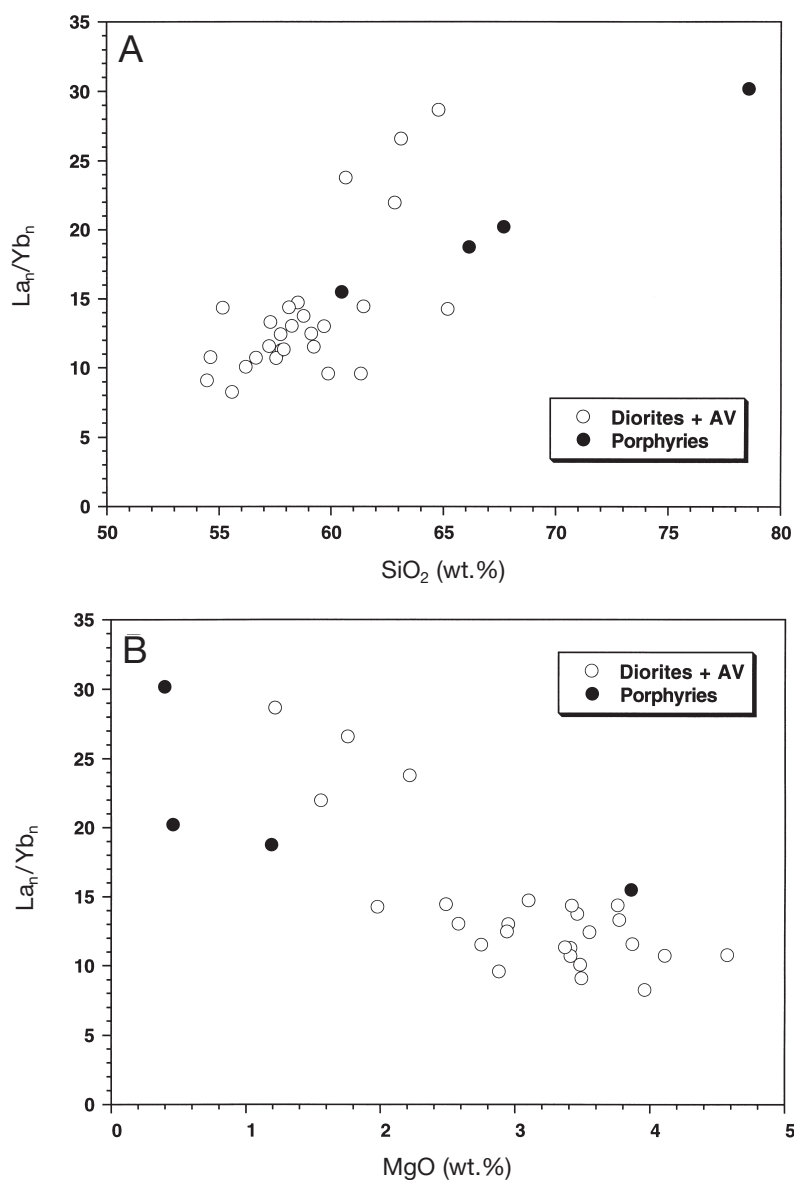 A
35
30
25
20
15
10
5
0
Laₙ/Ybₙ
Diorites + AV
Porphyries
50 55 60 65 70 75 80
SiO₂ (wt.%)
B
35
30
25
20
15
10
5
0
Laₙ/Ybₙ
Diorites + AV
Porphyries
0 1 2 3 4 5
MgO (wt.%)